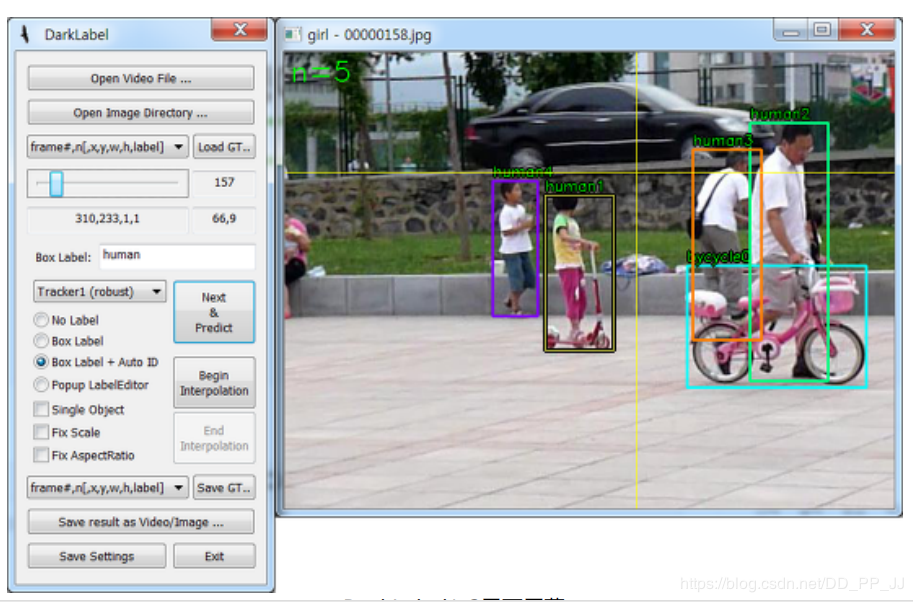 DarkLabel
Open Video File ...
Open Image Directory ...
frame#,n[,x,y,w,h,label]
Load GT..
157
310,233,1,1
66,9
Box Label:
human
Tracker1 (robust)
Next
&
Predict
No Label
Box Label
Box Label + Auto ID
Popup LabelEditor
Begin
Interpolation
Single Object
Fix Scale
Fix AspectRatio
End
Interpolation
frame#,n[,x,y,w,h,label]
Save GT..
Save result as Video/Image ...
Save Settings
Exit
girl - 00000158.jpg
n=5
human2
human3
human4
human1
bycycle0
https://blog.csdn.net/DD_PP_JJ